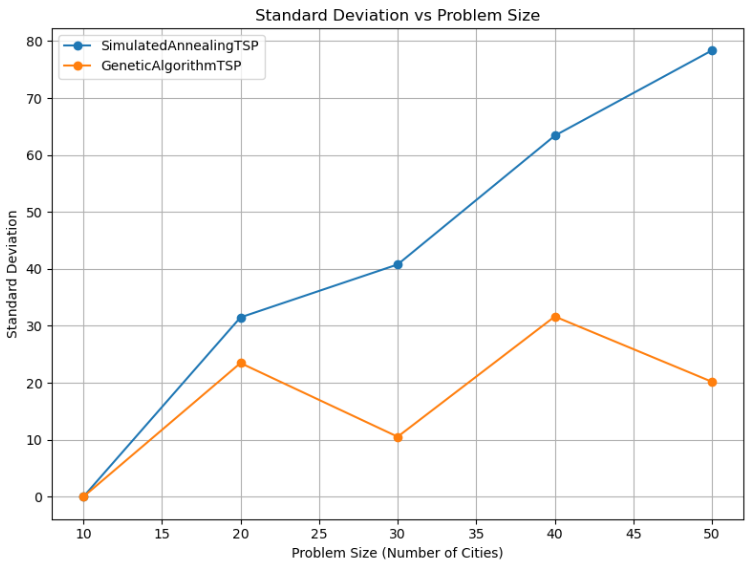 Standard Deviation vs Problem Size
SimulatedAnnealingTSP
GeneticAlgorithmTSP
80
70
60
50
40
30
20
10
0
Standard Deviation
10 15 20 25 30 35 40 45 50
Problem Size (Number of Cities)